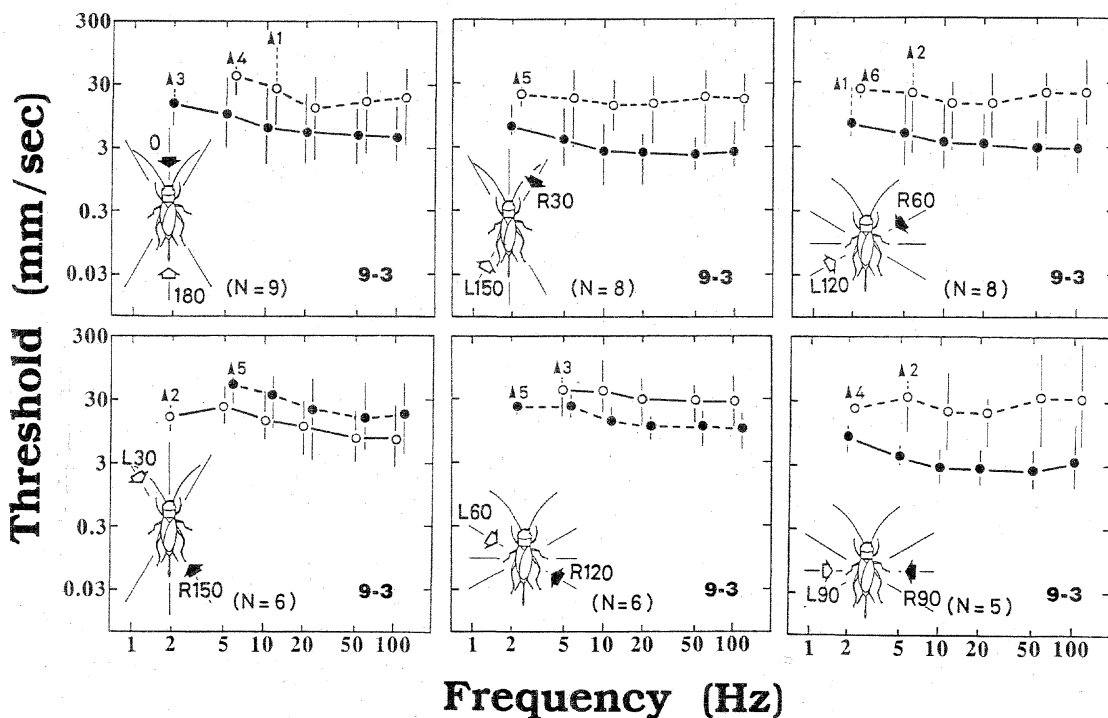 Threshold (mm/sec)
300
30
3
0.3
0.03
3
4
1
0
180
(N=9)
9-3
5
R30
L150
(N=8)
9-3
1
6
2
R60
L120
(N=8)
9-3
300
30
3
0.3
0.03
2
5
L30
R150
(N=6)
9-3
5
3
L60
R120
(N=6)
9-3
4
2
L90
R90
(N=5)
9-3
1 2 5 10 20 50 100
1 2 5 10 20 50 100
1 2 5 10 20 50 100
Frequency (Hz)